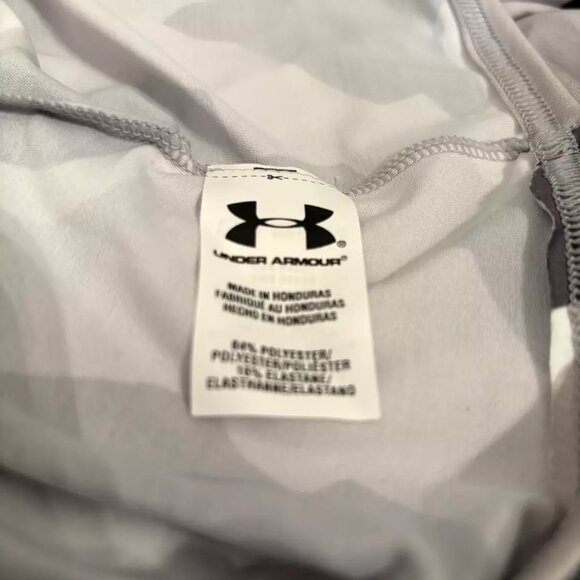 UNDER ARMOUR®
MADE IN HONDURAS
FABRIQUÉ AU HONDURAS
HECHO EN HONDURAS
84% POLYESTER/
POLYESTER/POLIÉSTER
16% ELASTANE/
ELASTHANNE/ELASTANO